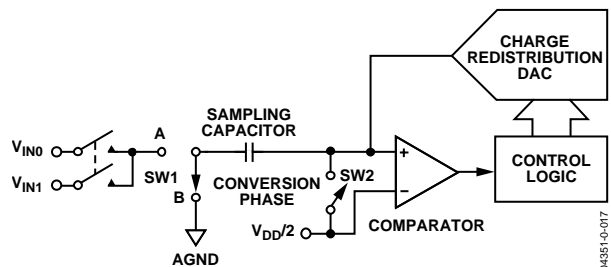 CHARGE
REDISTRIBUTION
DAC
SAMPLING
CAPACITOR
A
VIN0
VIN1
SW1
B
AGND
CONVERSION
PHASE
SW2
VDD/2
+
−
COMPARATOR
CONTROL
LOGIC
04351-0-017